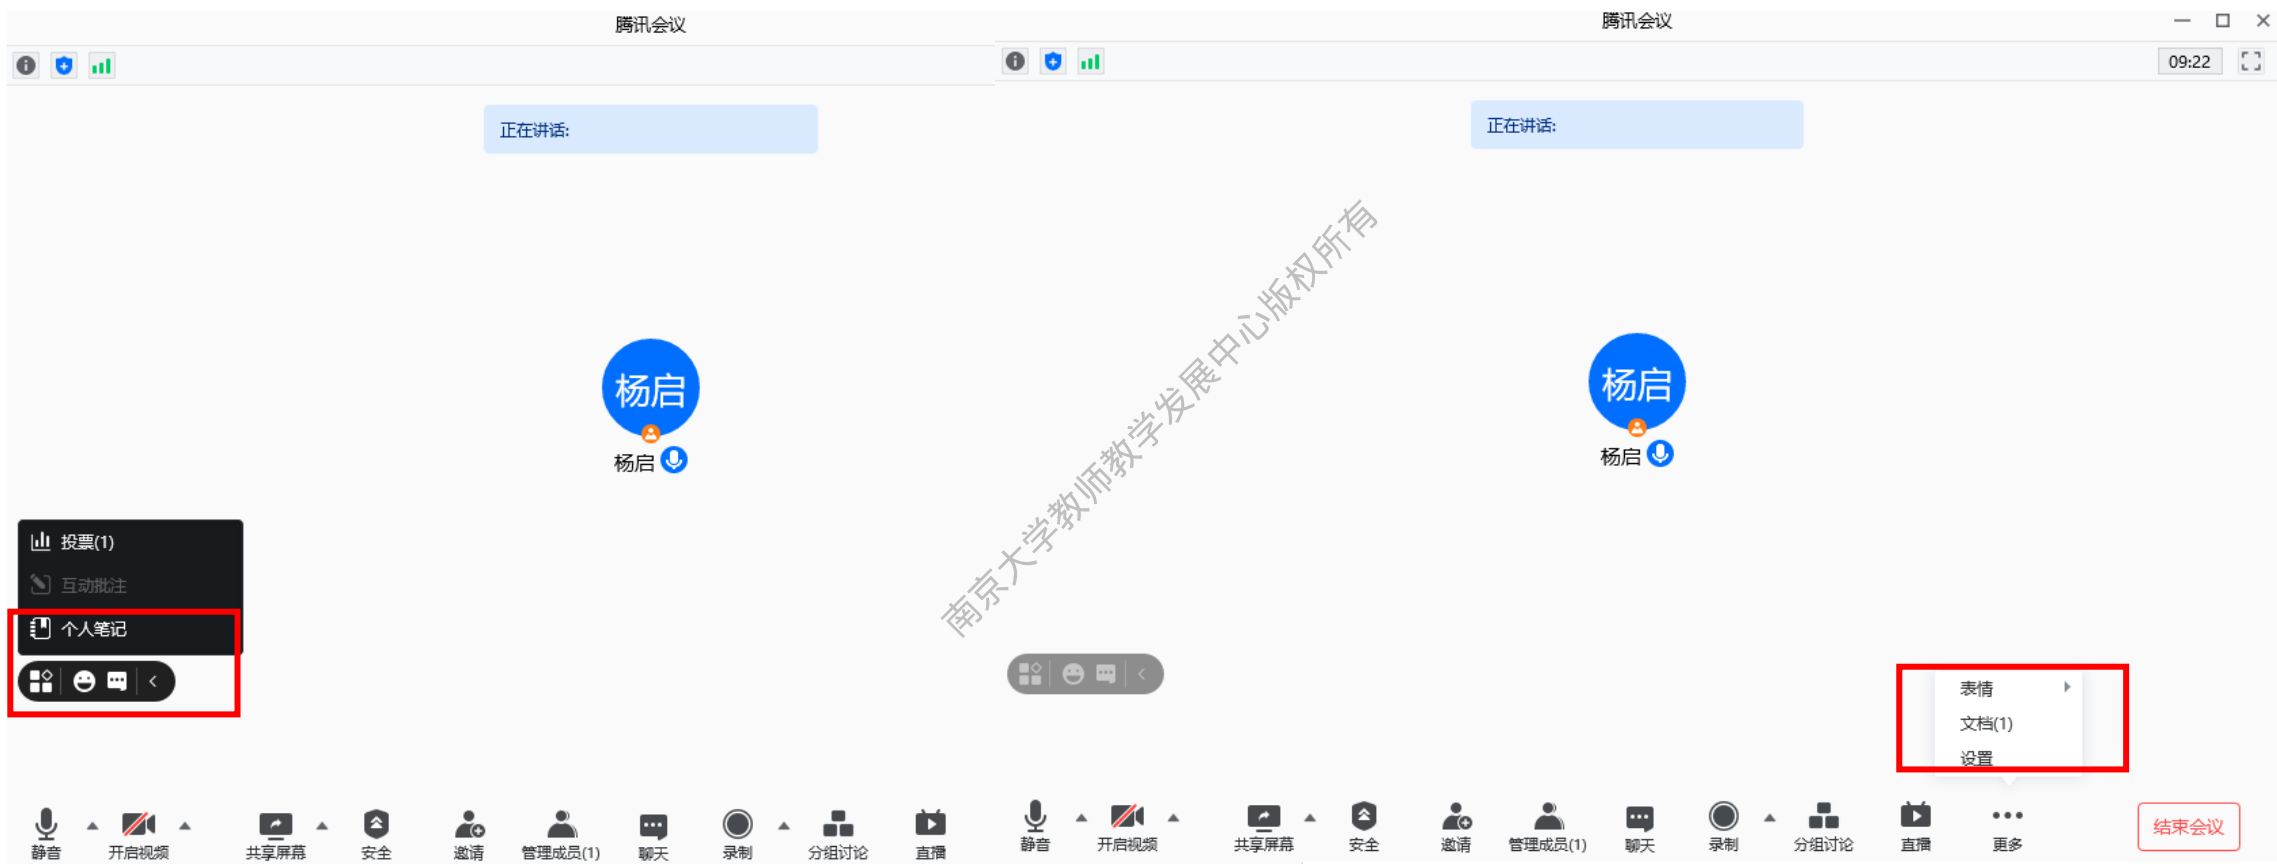 腾讯会议
正在讲话:
杨启
杨启
投票(1)
互动批注
个人笔记
静音
开启视频
共享屏幕
安全
邀请
管理成员(1)
聊天
录制
分组讨论
直播
腾讯会议
09:22
正在讲话:
杨启
杨启
南京大学教师教学发展中心版权所有
表情
文档(1)
设置
静音
开启视频
共享屏幕
安全
邀请
管理成员(1)
聊天
录制
分组讨论
直播
更多
结束会议